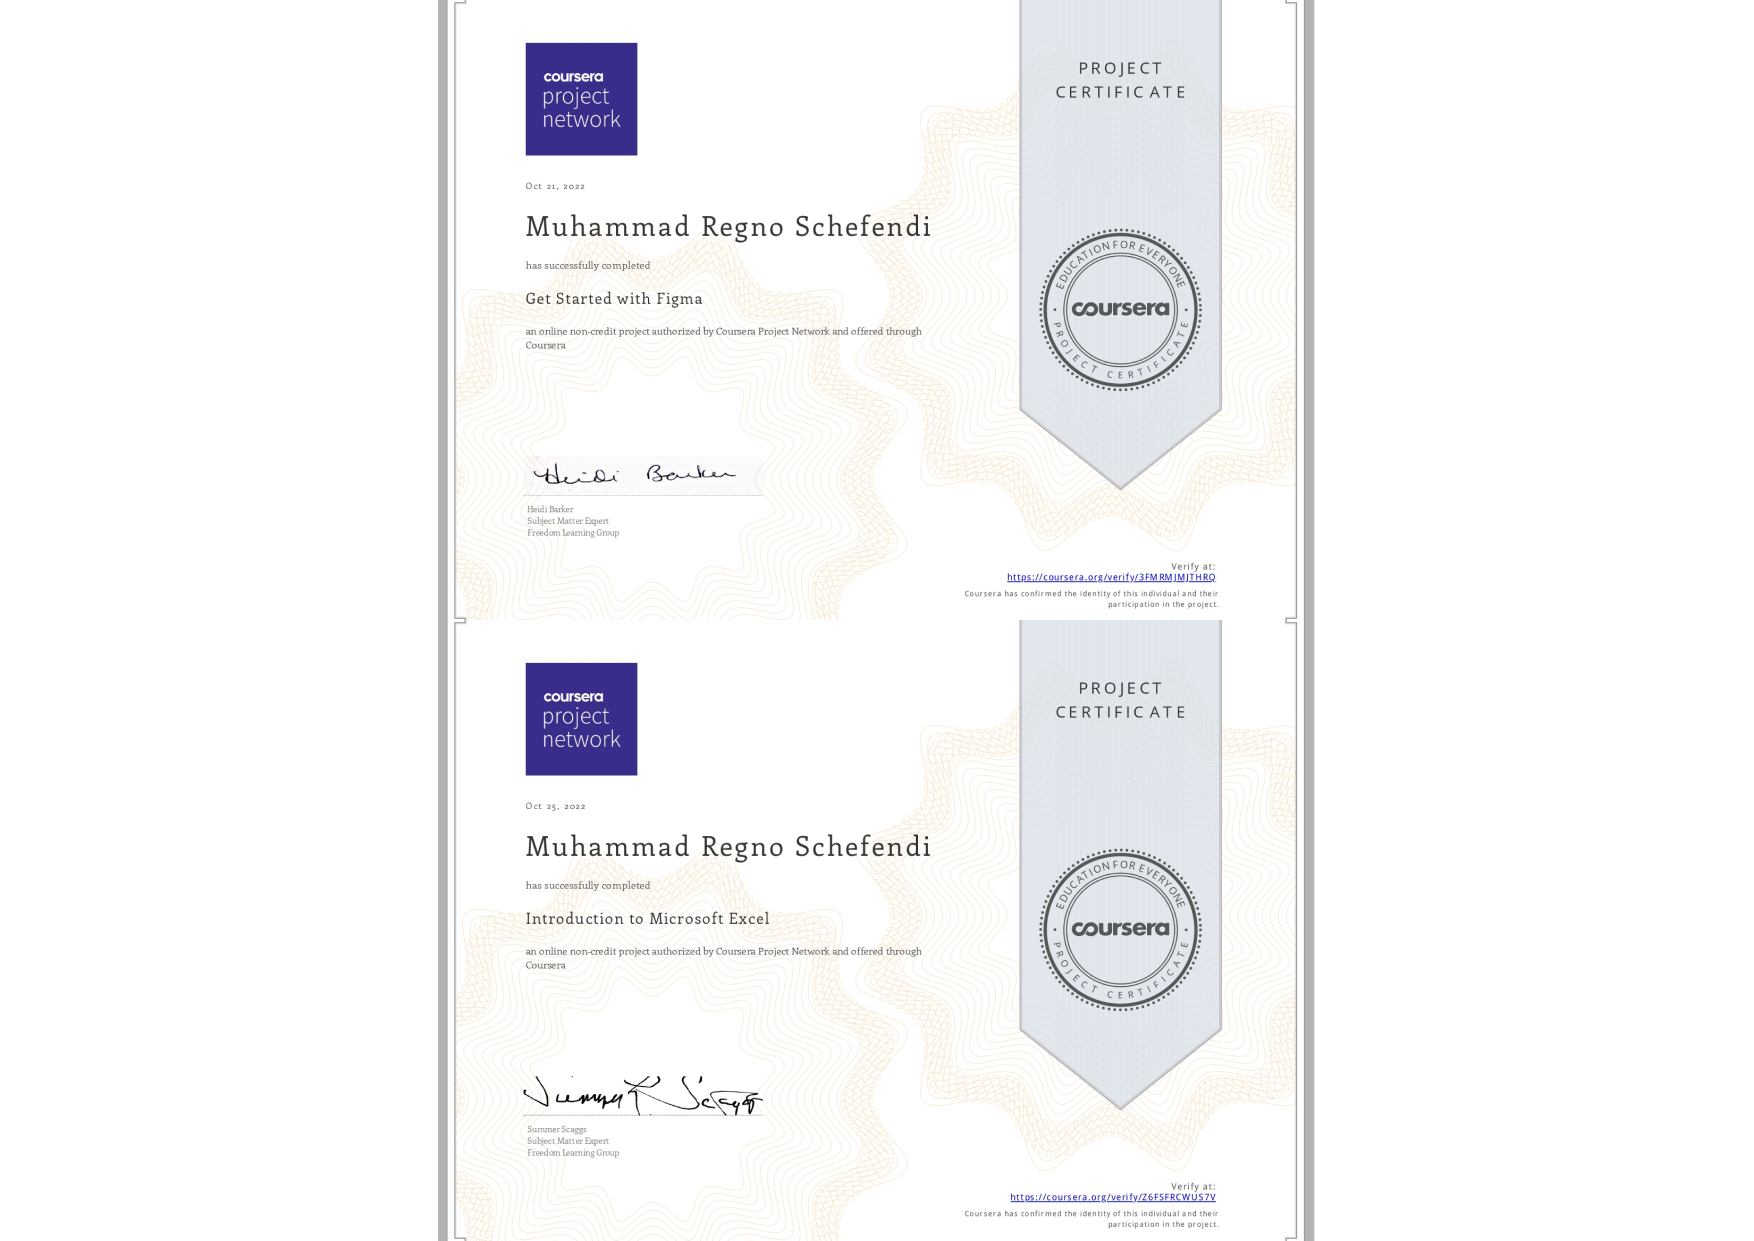 coursera
project
network
PROJECT
CERTIFICATE
Oct 21, 2022
Muhammad Regno Schefendi
has successfully completed
Get Started with Figma
an online non-credit project authorized by Coursera Project Network and offered through
Coursera
EDUCATION FOR EVERYONE
coursera
PROJECT CERTIFICATE
Heidi Barker
Heidi Barker
Subject Matter Expert
Freedom Learning Group
Verify at:
https://coursera.org/verify/3FMRMJMJTHRQ
Coursera has confirmed the identity of this individual and their
participation in the project.
coursera
project
network
PROJECT
CERTIFICATE
Oct 25, 2022
Muhammad Regno Schefendi
has successfully completed
Introduction to Microsoft Excel
an online non-credit project authorized by Coursera Project Network and offered through
Coursera
EDUCATION FOR EVERYONE
coursera
PROJECT CERTIFICATE
Summer Scaggs
Subject Matter Expert
Freedom Learning Group
Verify at:
https://coursera.org/verify/Z6FSFRCWUS7V
Coursera has confirmed the identity of this individual and their
participation in the project.